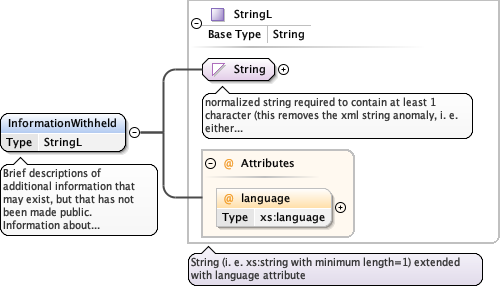 StringL
Base Type String
String
normalized string required to contain at least 1
character (this removes the xml string anomaly, i. e.
either...
InformationWithheld
Type StringL
Brief descriptions of
additional information that
may exist, but that has not
been made public.
Information about...
@ Attributes
@ language
Type xs:language
String (i. e. xs:string with minimum length=1) extended
with language attribute